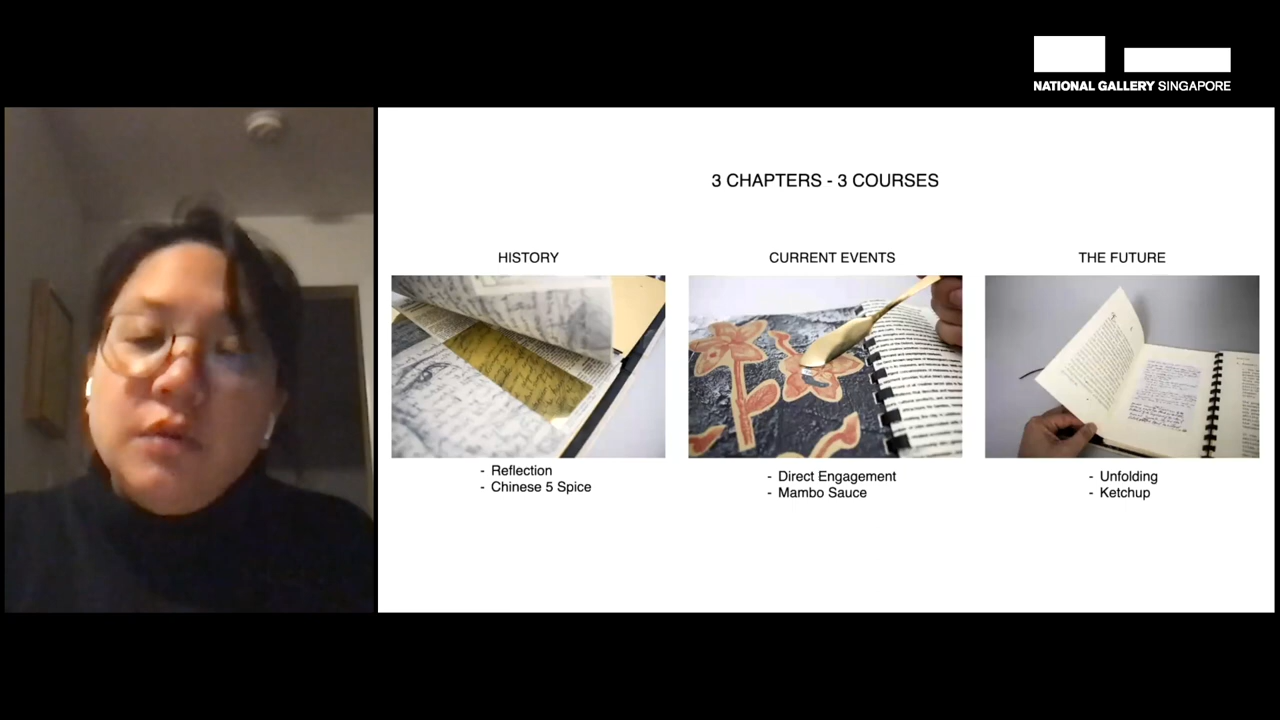 NATIONAL GALLERY SINGAPORE
3 CHAPTERS - 3 COURSES
HISTORY
- Reflection
- Chinese 5 Spice
CURRENT EVENTS
- Direct Engagement
- Mambo Sauce
THE FUTURE
- Unfolding
- Ketchup